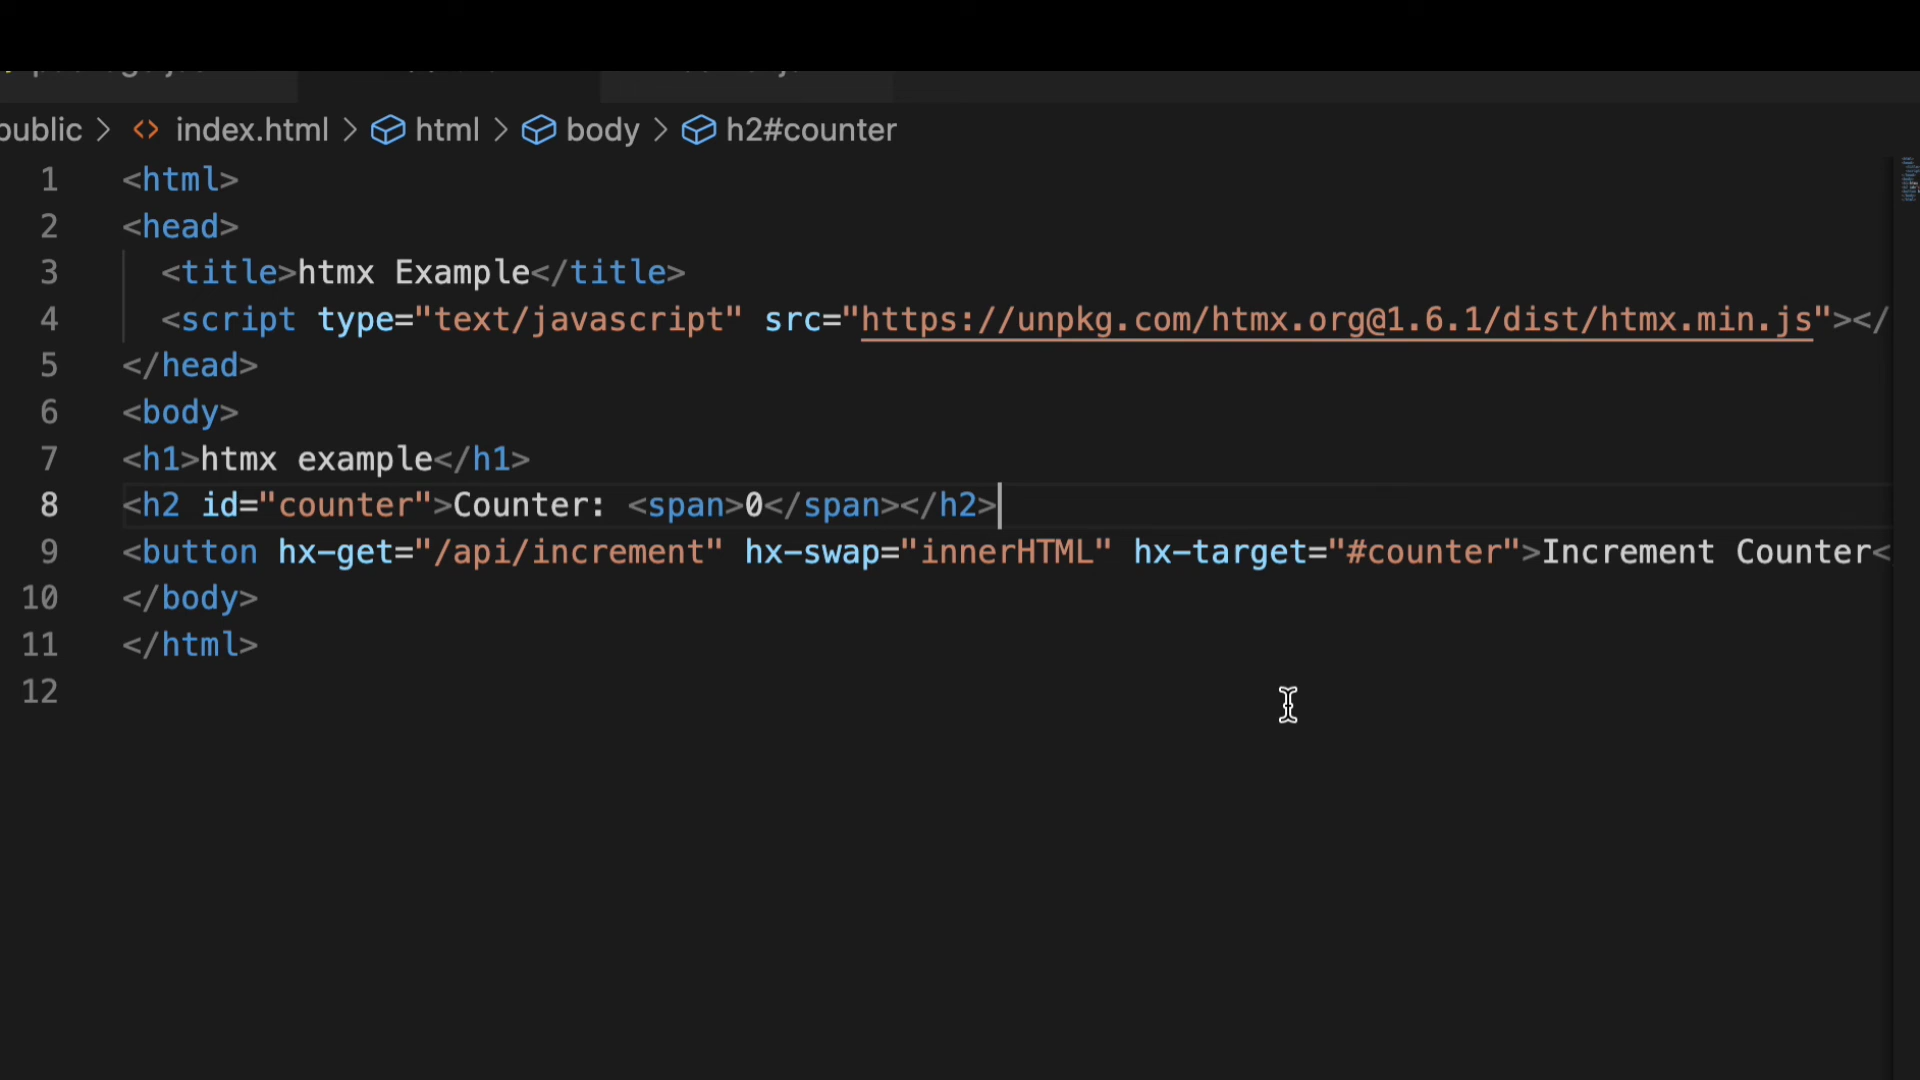 public > <> index.html > html > body > h2#counter
1 <html>
2 <head>
3 <title>htmx Example</title>
4 <script type="text/javascript" src="https://unpkg.com/htmx.org@1.6.1/dist/htmx.min.js"></
5 </head>
6 <body>
7 <h1>htmx example</h1>
8 <h2 id="counter">Counter: <span>0</span></h2>
9 <button hx-get="/api/increment" hx-swap="innerHTML" hx-target="#counter">Increment Counter<
10 </body>
11 </html>
12